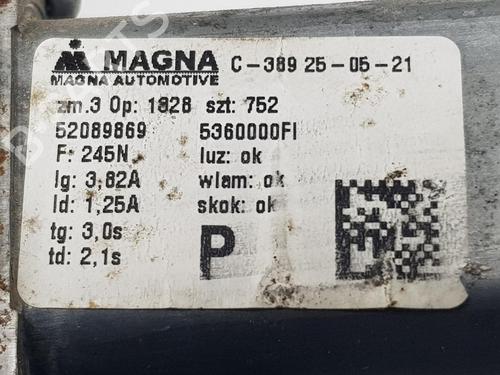 MAGNA C-389 25-05-21
MAGNA AUTOMOTIVE
zm.3 Op: 1828 szt: 752
52089869 5360000FI
F: 245N luz: ok
Ig: 3,82A wlam: ok
Id: 1,25A skok: ok
tg: 3,0s
td: 2,1s
P